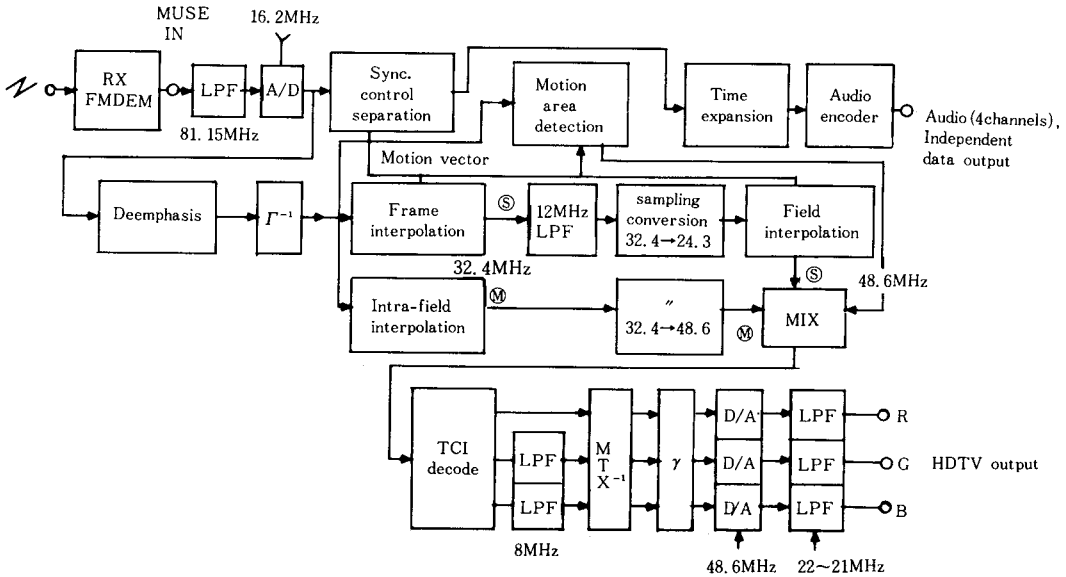 MUSE
IN
16.2MHz
RX
FMDEM
LPF
A/D
81.15MHz
Sync.
control
separation
Motion
area
detection
Time
expansion
Audio
encoder
Audio (4channels),
Independent
data output
Motion vector
Deemphasis
Γ⁻¹
Frame
interpolation
Ⓢ
12MHz
LPF
sampling
conversion
32.4→24.3
Field
interpolation
32.4MHz
Ⓢ
48.6MHz
Intra-field
interpolation
Ⓜ
〃
32.4→48.6
Ⓜ
MIX
TCI
decode
LPF
LPF
8MHz
M
T
X⁻¹
γ
D/A
D/A
D/A
48.6MHz
LPF
LPF
LPF
22~21MHz
R
G HDTV output
B